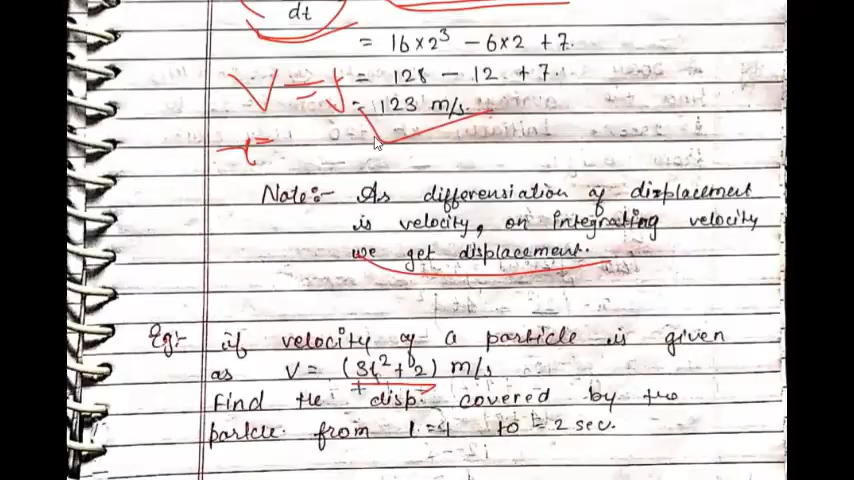 dt
= 16×2³ - 6×2 + 7.
V = f = 128 - 12 + 7.
= 123 m/s.
t =
Note:- As differensiation of displacement
is velocity, on integrating velocity
we get displacement.
Eg:- if velocity of a particle is given
as V = (3t²+2) m/s
Find the disp. covered by the
particle from t=1 to = 2 sec.